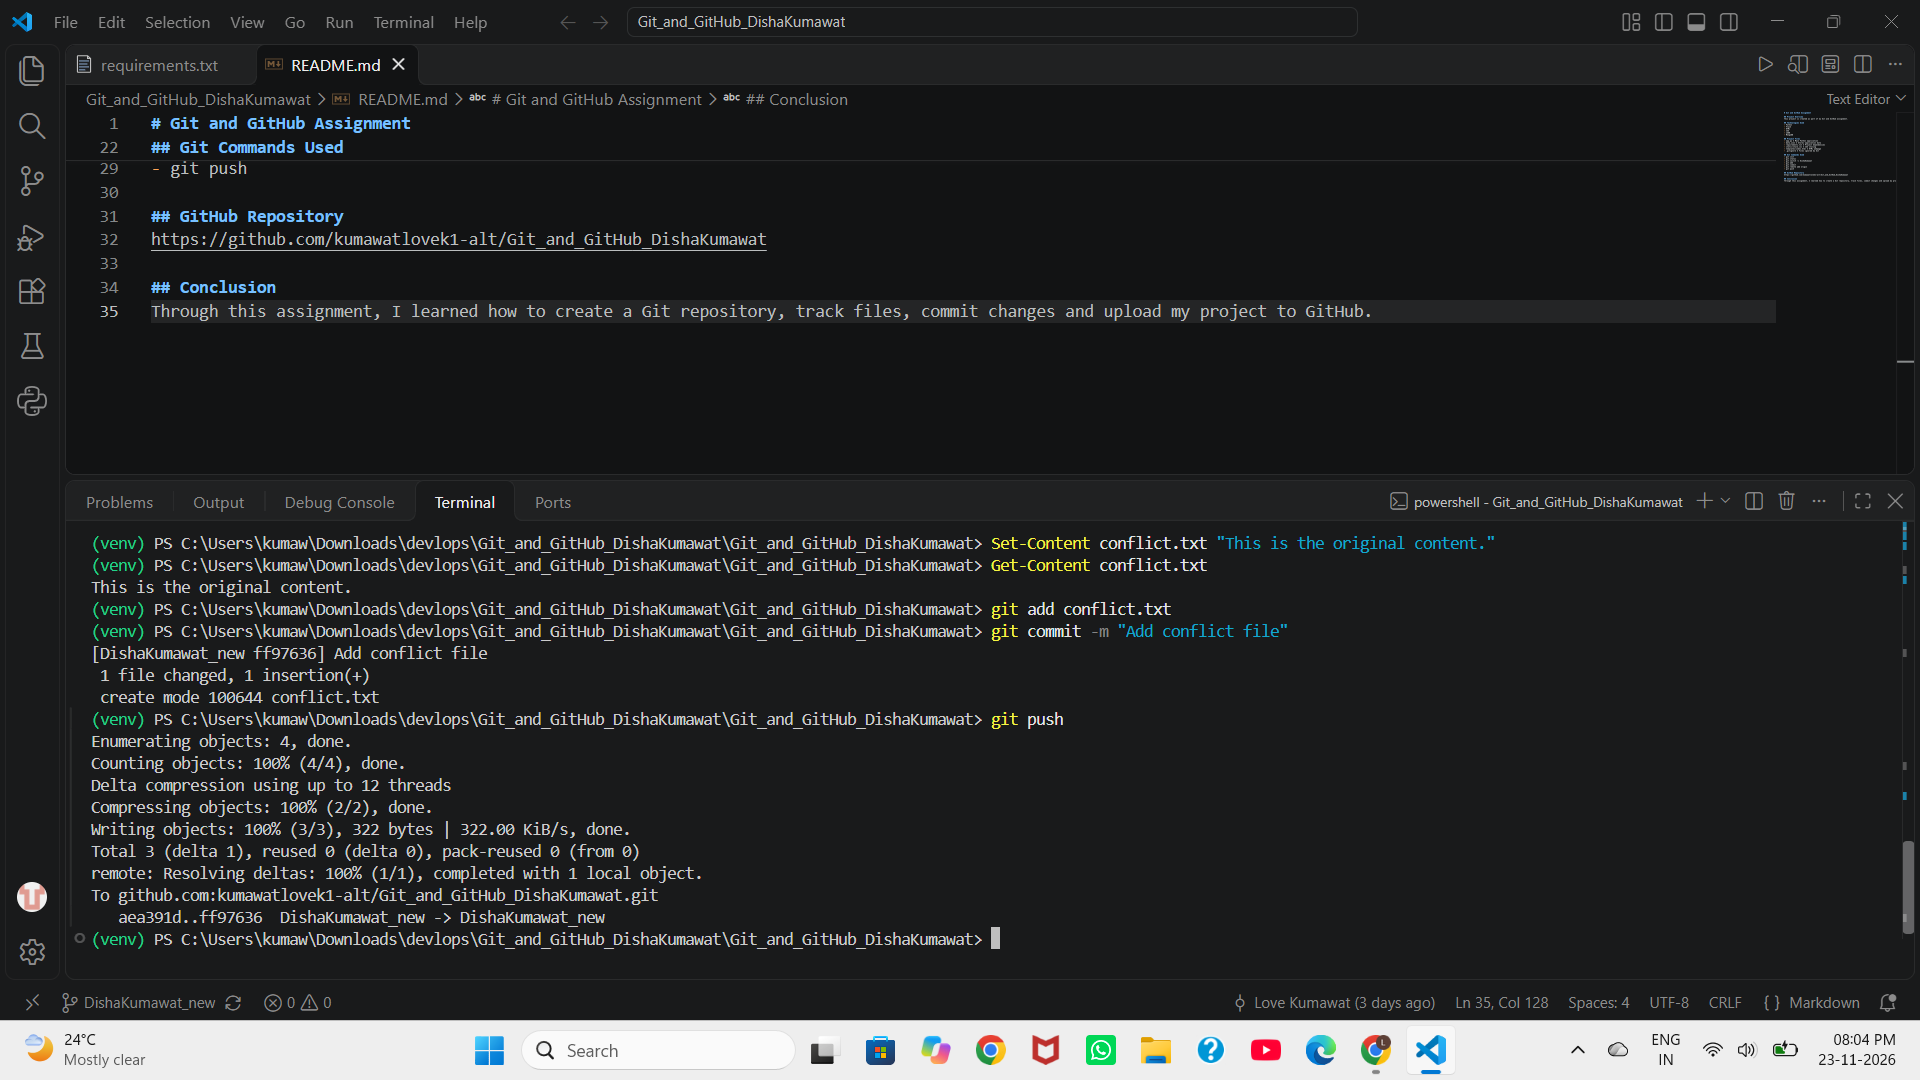 File Edit Selection View Go Run Terminal Help
Git_and_GitHub_DishaKumawat
requirements.txt
README.md
Git_and_GitHub_DishaKumawat > README.md > # Git and GitHub Assignment > ## Conclusion
Text Editor
1 # Git and GitHub Assignment
22 ## Git Commands Used
29 - git push
30
31 ## GitHub Repository
32 https://github.com/kumawatlovek1-alt/Git_and_GitHub_DishaKumawat
33
34 ## Conclusion
35 Through this assignment, I learned how to create a Git repository, track files, commit changes and upload my project to GitHub.
Problems Output Debug Console Terminal Ports
powershell - Git_and_GitHub_DishaKumawat
(venv) PS C:\Users\kumaw\Downloads\devlops\Git_and_GitHub_DishaKumawat\Git_and_GitHub_DishaKumawat> Set-Content conflict.txt "This is the original content."
(venv) PS C:\Users\kumaw\Downloads\devlops\Git_and_GitHub_DishaKumawat\Git_and_GitHub_DishaKumawat> Get-Content conflict.txt
This is the original content.
(venv) PS C:\Users\kumaw\Downloads\devlops\Git_and_GitHub_DishaKumawat\Git_and_GitHub_DishaKumawat> git add conflict.txt
(venv) PS C:\Users\kumaw\Downloads\devlops\Git_and_GitHub_DishaKumawat\Git_and_GitHub_DishaKumawat> git commit -m "Add conflict file"
[DishaKumawat_new ff97636] Add conflict file
1 file changed, 1 insertion(+)
create mode 100644 conflict.txt
(venv) PS C:\Users\kumaw\Downloads\devlops\Git_and_GitHub_DishaKumawat\Git_and_GitHub_DishaKumawat> git push
Enumerating objects: 4, done.
Counting objects: 100% (4/4), done.
Delta compression using up to 12 threads
Compressing objects: 100% (2/2), done.
Writing objects: 100% (3/3), 322 bytes | 322.00 KiB/s, done.
Total 3 (delta 1), reused 0 (delta 0), pack-reused 0 (from 0)
remote: Resolving deltas: 100% (1/1), completed with 1 local object.
To github.com:kumawatlovek1-alt/Git_and_GitHub_DishaKumawat.git
aea391d..ff97636 DishaKumawat_new -> DishaKumawat_new
(venv) PS C:\Users\kumaw\Downloads\devlops\Git_and_GitHub_DishaKumawat\Git_and_GitHub_DishaKumawat>
DishaKumawat_new 0 0
Love Kumawat (3 days ago) Ln 35, Col 128 Spaces: 4 UTF-8 CRLF { } Markdown
24°C
Mostly clear
Search
ENG
IN
08:04 PM
23-11-2026